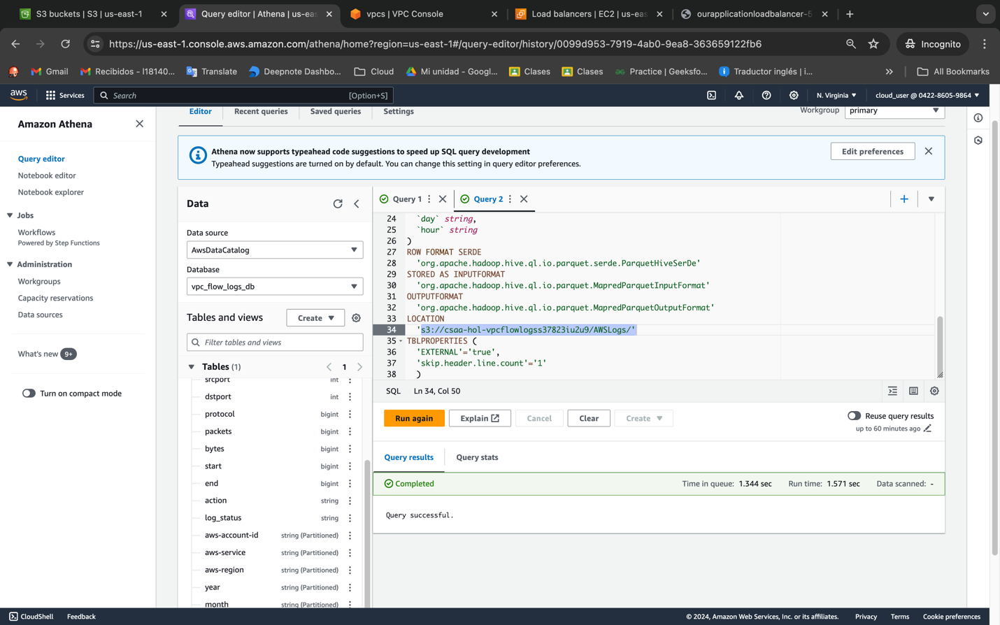 S3 buckets | S3 | us-east-1
Query editor | Athena | us-eas
vpcs | VPC Console
Load balancers | EC2 | us-eas
ourapplicationloadbalancer-5
https://us-east-1.console.aws.amazon.com/athena/home?region=us-east-1#/query-editor/history/0099d953-7919-4ab0-9ea8-363659122fb6
Incognito
Gmail
Recibidos - l18140...
Translate
Deepnote Dashbo...
Cloud
Mi unidad - Googl...
Clases
Clases
Practice | Geeksfo...
Traductor inglés | i...
All Bookmarks
aws
Services
Search
[Option+S]
N. Virginia
cloud_user @ 0422-8605-9864
Amazon Athena
Query editor
Notebook editor
Notebook explorer
Jobs
Workflows
Powered by Step Functions
Administration
Workgroups
Capacity reservations
Data sources
What's new 9+
Turn on compact mode
Editor
Recent queries
Saved queries
Settings
Workgroup
primary
Athena now supports typeahead code suggestions to speed up SQL query development
Typeahead suggestions are turned on by default. You can change this setting in query editor preferences.
Edit preferences
Data
Data source
AwsDataCatalog
Database
vpc_flow_logs_db
Tables and views
Create
Filter tables and views
Tables (1)
1
srcport int
dstport int
protocol bigint
packets bigint
bytes bigint
start bigint
end bigint
action string
log_status string
aws-account-id string (Partitioned)
aws-service string (Partitioned)
aws-region string (Partitioned)
year string (Partitioned)
month string (Partitioned)
Query 1
Query 2
24 `day` string,
25 `hour` string
26 )
27 ROW FORMAT SERDE
28 'org.apache.hadoop.hive.ql.io.parquet.serde.ParquetHiveSerDe'
29 STORED AS INPUTFORMAT
30 'org.apache.hadoop.hive.ql.io.parquet.MapredParquetInputFormat'
31 OUTPUTFORMAT
32 'org.apache.hadoop.hive.ql.io.parquet.MapredParquetOutputFormat'
33 LOCATION
34 's3://csaa-hol-vpcflowlogss37823iu2u9/AWSLogs/'
35 TBLPROPERTIES (
36 'EXTERNAL'='true',
37 'skip.header.line.count'='1'
38 )
SQL
Ln 34, Col 50
Run again
Explain
Cancel
Clear
Create
Reuse query results
up to 60 minutes ago
Query results
Query stats
Completed
Time in queue: 1.344 sec
Run time: 1.571 sec
Data scanned: -
Query successful.
CloudShell
Feedback
© 2024, Amazon Web Services, Inc. or its affiliates.
Privacy
Terms
Cookie preferences